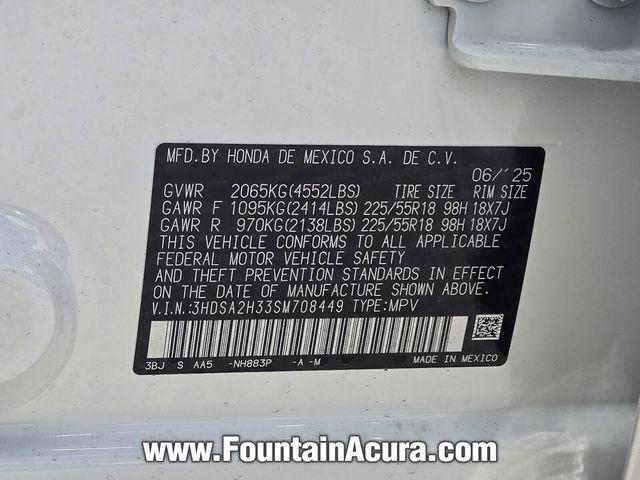 MFD.BY HONDA DE MEXICO S.A. DE C.V.
06/'25
GVWR 2065KG(4552LBS) TIRE SIZE RIM SIZE
GAWR F 1095KG(2414LBS) 225/55R18 98H 18X7J
GAWR R 970KG(2138LBS) 225/55R18 98H 18X7J
THIS VEHICLE CONFORMS TO ALL APPLICABLE
FEDERAL MOTOR VEHICLE SAFETY
AND THEFT PREVENTION STANDARDS IN EFFECT
ON THE DATE OF MANUFACTURE SHOWN ABOVE.
V.I.N.:3HDSA2H33SM708449 TYPE:MPV
3BJ S AA5 -NH883P -A -M MADE IN MEXICO
www.FountainAcura.com